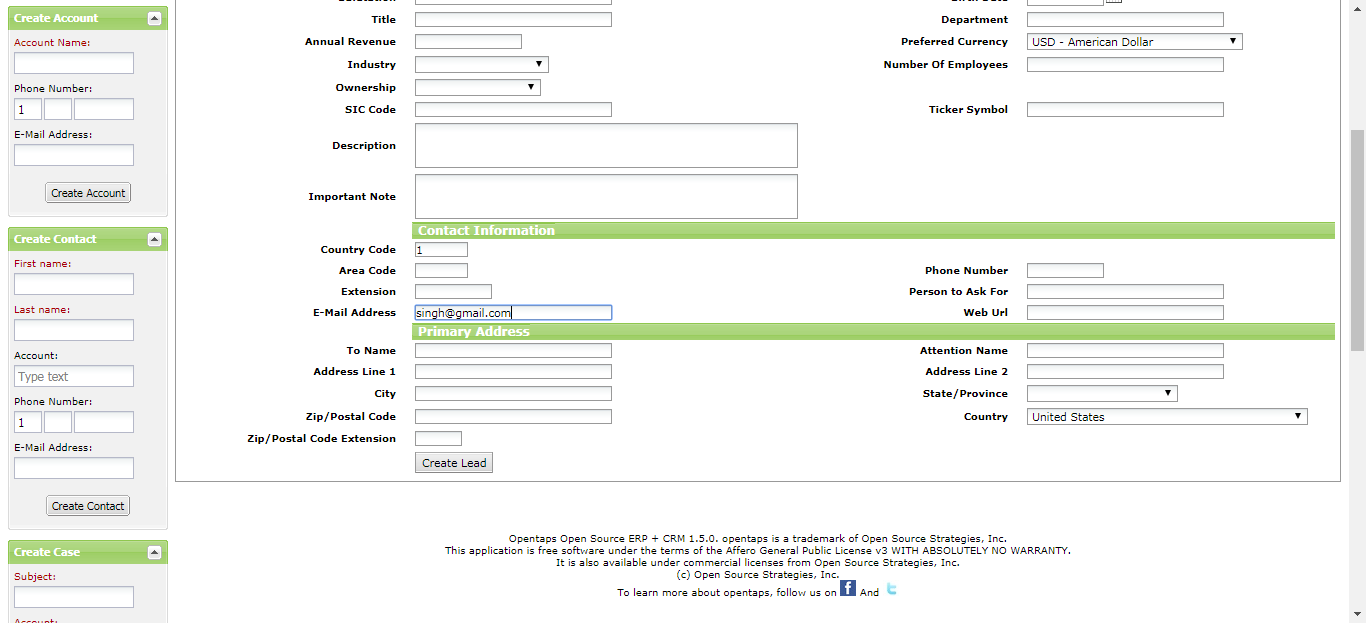 Create Account
Account Name:
Phone Number:
1
E-Mail Address:
Create Account
Create Contact
First name:
Last name:
Account:
Type text
Phone Number:
1
E-Mail Address:
Create Contact
Create Case
Subject:
Title
Department
Annual Revenue
Preferred Currency
USD - American Dollar
Industry
Number Of Employees
Ownership
SIC Code
Ticker Symbol
Description
Important Note
Contact Information
Country Code
1
Area Code
Phone Number
Extension
Person to Ask For
E-Mail Address
singh@gmail.com
Web Url
Primary Address
To Name
Attention Name
Address Line 1
Address Line 2
City
State/Province
Zip/Postal Code
Country
United States
Zip/Postal Code Extension
Create Lead
Opentaps Open Source ERP + CRM 1.5.0. opentaps is a trademark of Open Source Strategies, Inc.
This application is free software under the terms of the Affero General Public License v3 WITH ABSOLUTELY NO WARRANTY.
It is also available under commercial licenses from Open Source Strategies, Inc.
(c) Open Source Strategies, Inc.
To learn more about opentaps, follow us on f And t